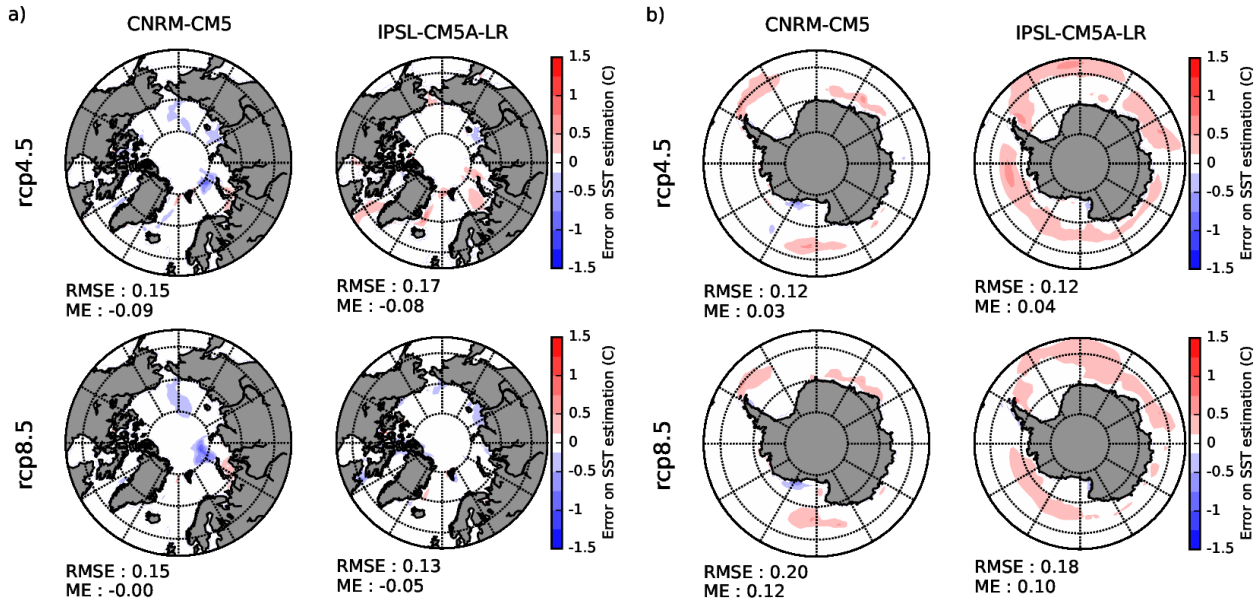 a)
CNRM-CM5
IPSL-CM5A-LR
rcp4.5
1.5
1
0.5
0
-0.5
-1
-1.5
Error on SST estimation (C)
RMSE : 0.15
ME : -0.09
RMSE : 0.17
ME : -0.08
rcp8.5
1.5
1
0.5
0
-0.5
-1
-1.5
Error on SST estimation (C)
RMSE : 0.15
ME : -0.00
RMSE : 0.13
ME : -0.05
b)
CNRM-CM5
IPSL-CM5A-LR
rcp4.5
1.5
1
0.5
0
-0.5
-1
-1.5
Error on SST estimation (C)
RMSE : 0.12
ME : 0.03
RMSE : 0.12
ME : 0.04
rcp8.5
1.5
1
0.5
0
-0.5
-1
-1.5
Error on SST estimation (C)
RMSE : 0.20
ME : 0.12
RMSE : 0.18
ME : 0.10